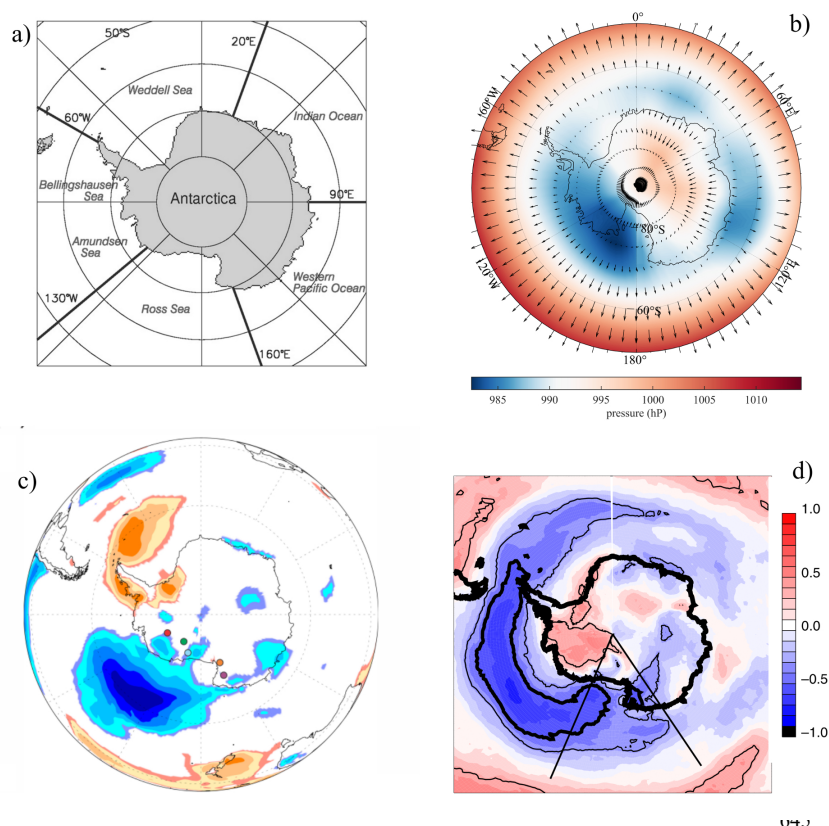 a)
50°S
20°E
Weddell Sea
60°W
Indian Ocean
Bellingshausen
Sea
Antarctica
90°E
Amundsen
Sea
Western
Pacific Ocean
130°W
Ross Sea
160°E
b)
0°
60°W
60°E
80°S
120°W
120°E
60°S
180°
985 990 995 1000 1005 1010
pressure (hP)
c)
d)
1.0
0.5
0.0
−0.5
−1.0